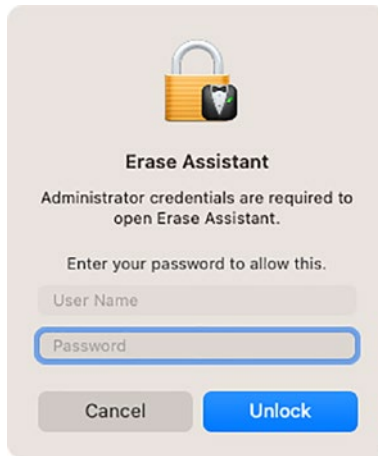 Erase Assistant
Administrator credentials are required to
open Erase Assistant.
Enter your password to allow this.
User Name
Password
Cancel
Unlock